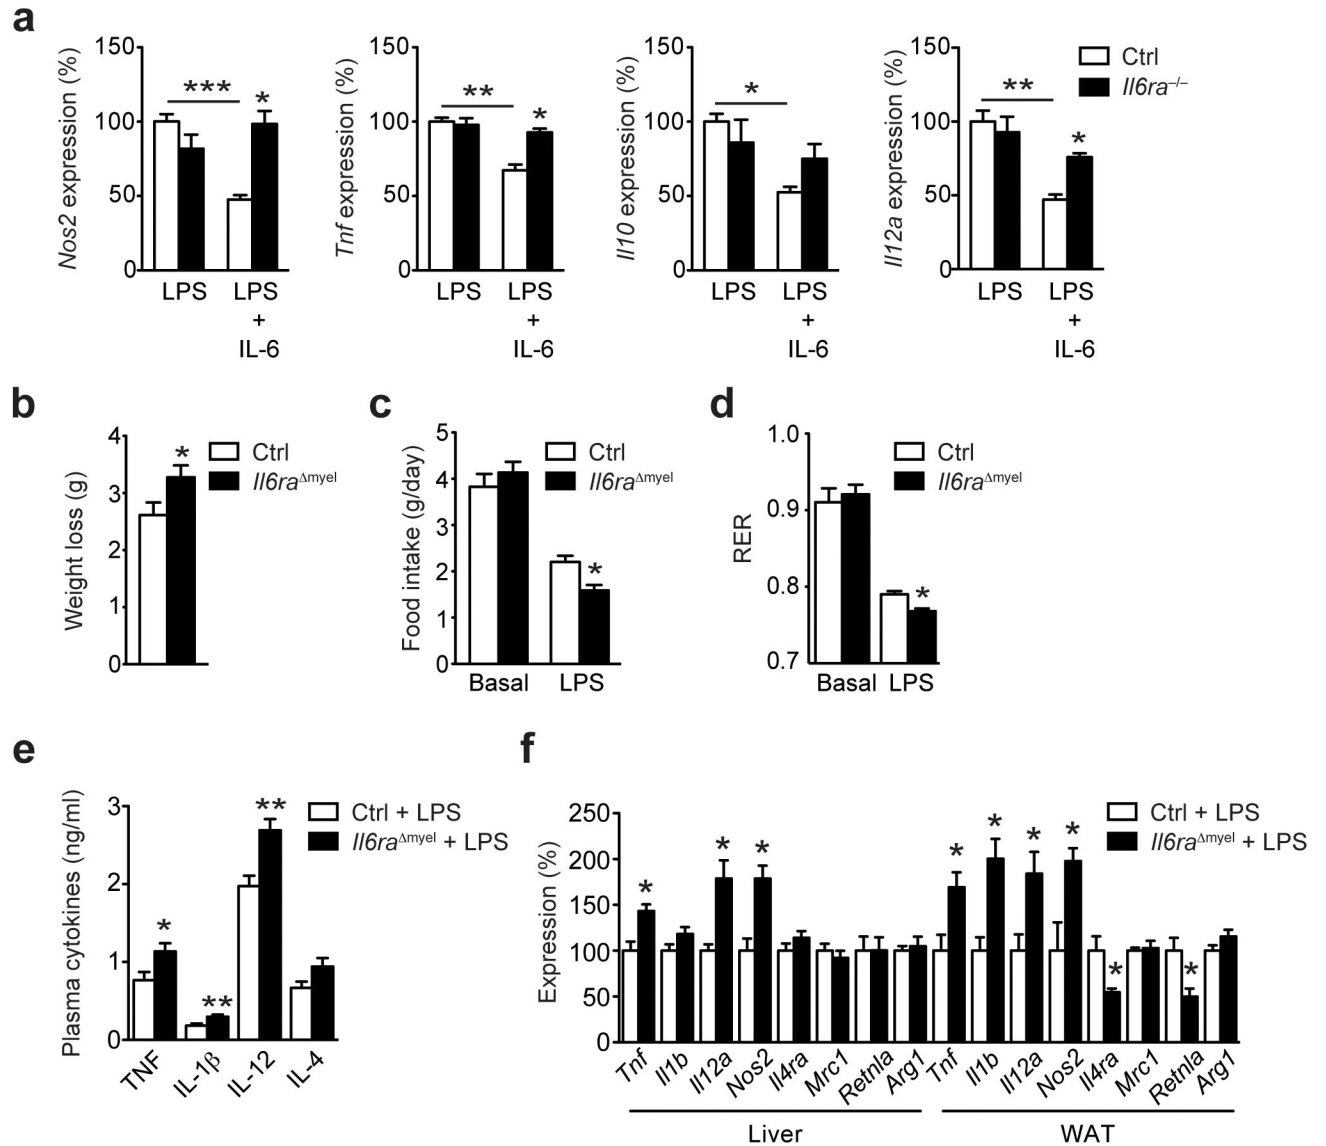 a
Nos2 expression (%)
150
100
50
0
***
*
LPS
LPS
+
IL-6
Tnf expression (%)
150
100
50
0
**
*
LPS
LPS
+
IL-6
Il10 expression (%)
150
100
50
0
*
LPS
LPS
+
IL-6
Il12a expression (%)
150
100
50
0
**
*
LPS
LPS
+
IL-6
Ctrl
Il6ra–/–
b
Weight loss (g)
4
3
2
1
0
*
Ctrl
Il6raΔmyel
c
Food intake (g/day)
5
4
3
2
1
0
*
Basal
LPS
Ctrl
Il6raΔmyel
d
RER
1.0
0.9
0.8
0.7
*
Basal
LPS
Ctrl
Il6raΔmyel
e
Plasma cytokines (ng/ml)
3
2
1
0
*
**
**
TNF
IL-1β
IL-12
IL-4
Ctrl + LPS
Il6raΔmyel + LPS
f
Expression (%)
250
200
150
100
50
0
*
*
*
*
*
*
*
*
*
Ctrl + LPS
Il6raΔmyel + LPS
Tnf
Il1b
Il12a
Nos2
Il4ra
Mrc1
Retnla
Arg1
Tnf
Il1b
Il12a
Nos2
Il4ra
Mrc1
Retnla
Arg1
Liver
WAT